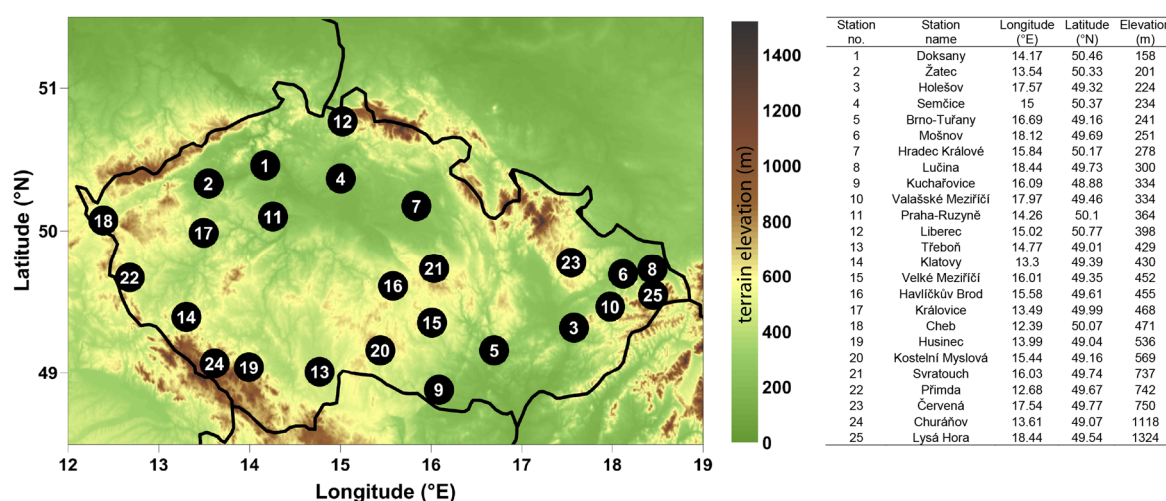 51
50
49
Latitude (°N)
12
1
4
2
7
18
11
17
21
23
8
22
6
16
25
10
14
15
3
20
5
24
19
13
9
12 13 14 15 16 17 18 19
Longitude (°E)
terrain elevation (m)
1400
1200
1000
800
600
400
200
0
Station no. Station name Longitude (°E) Latitude (°N) Elevation (m)
1 Doksany 14.17 50.46 158
2 Žatec 13.54 50.33 201
3 Holešov 17.57 49.32 224
4 Semčice 15 50.37 234
5 Brno-Tuřany 16.69 49.16 241
6 Mošnov 18.12 49.69 251
7 Hradec Králové 15.84 50.17 278
8 Lučina 18.44 49.73 300
9 Kuchařovice 16.09 48.88 334
10 Valašské Meziříčí 17.97 49.46 334
11 Praha-Ruzyně 14.26 50.1 364
12 Liberec 15.02 50.77 398
13 Třeboň 14.77 49.01 429
14 Klatovy 13.3 49.39 430
15 Velké Meziříčí 16.01 49.35 452
16 Havlíčkův Brod 15.58 49.61 455
17 Královice 13.49 49.99 468
18 Cheb 12.39 50.07 471
19 Husinec 13.99 49.04 536
20 Kostelní Myslová 15.44 49.16 569
21 Svratouch 16.03 49.74 737
22 Přimda 12.68 49.67 742
23 Červená 17.54 49.77 750
24 Churáňov 13.61 49.07 1118
25 Lysá Hora 18.44 49.54 1324